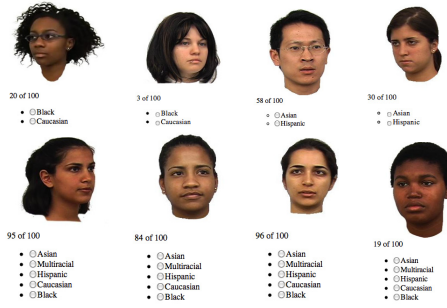 20 of 100
Black
Caucasian
3 of 100
Black
Caucasian
58 of 100
Asian
Hispanic
30 of 100
Asian
Hispanic
95 of 100
Asian
Multiracial
Hispanic
Caucasian
Black
84 of 100
Asian
Multiracial
Hispanic
Caucasian
Black
96 of 100
Asian
Multiracial
Hispanic
Caucasian
Black
19 of 100
Asian
Multiracial
Hispanic
Caucasian
Black